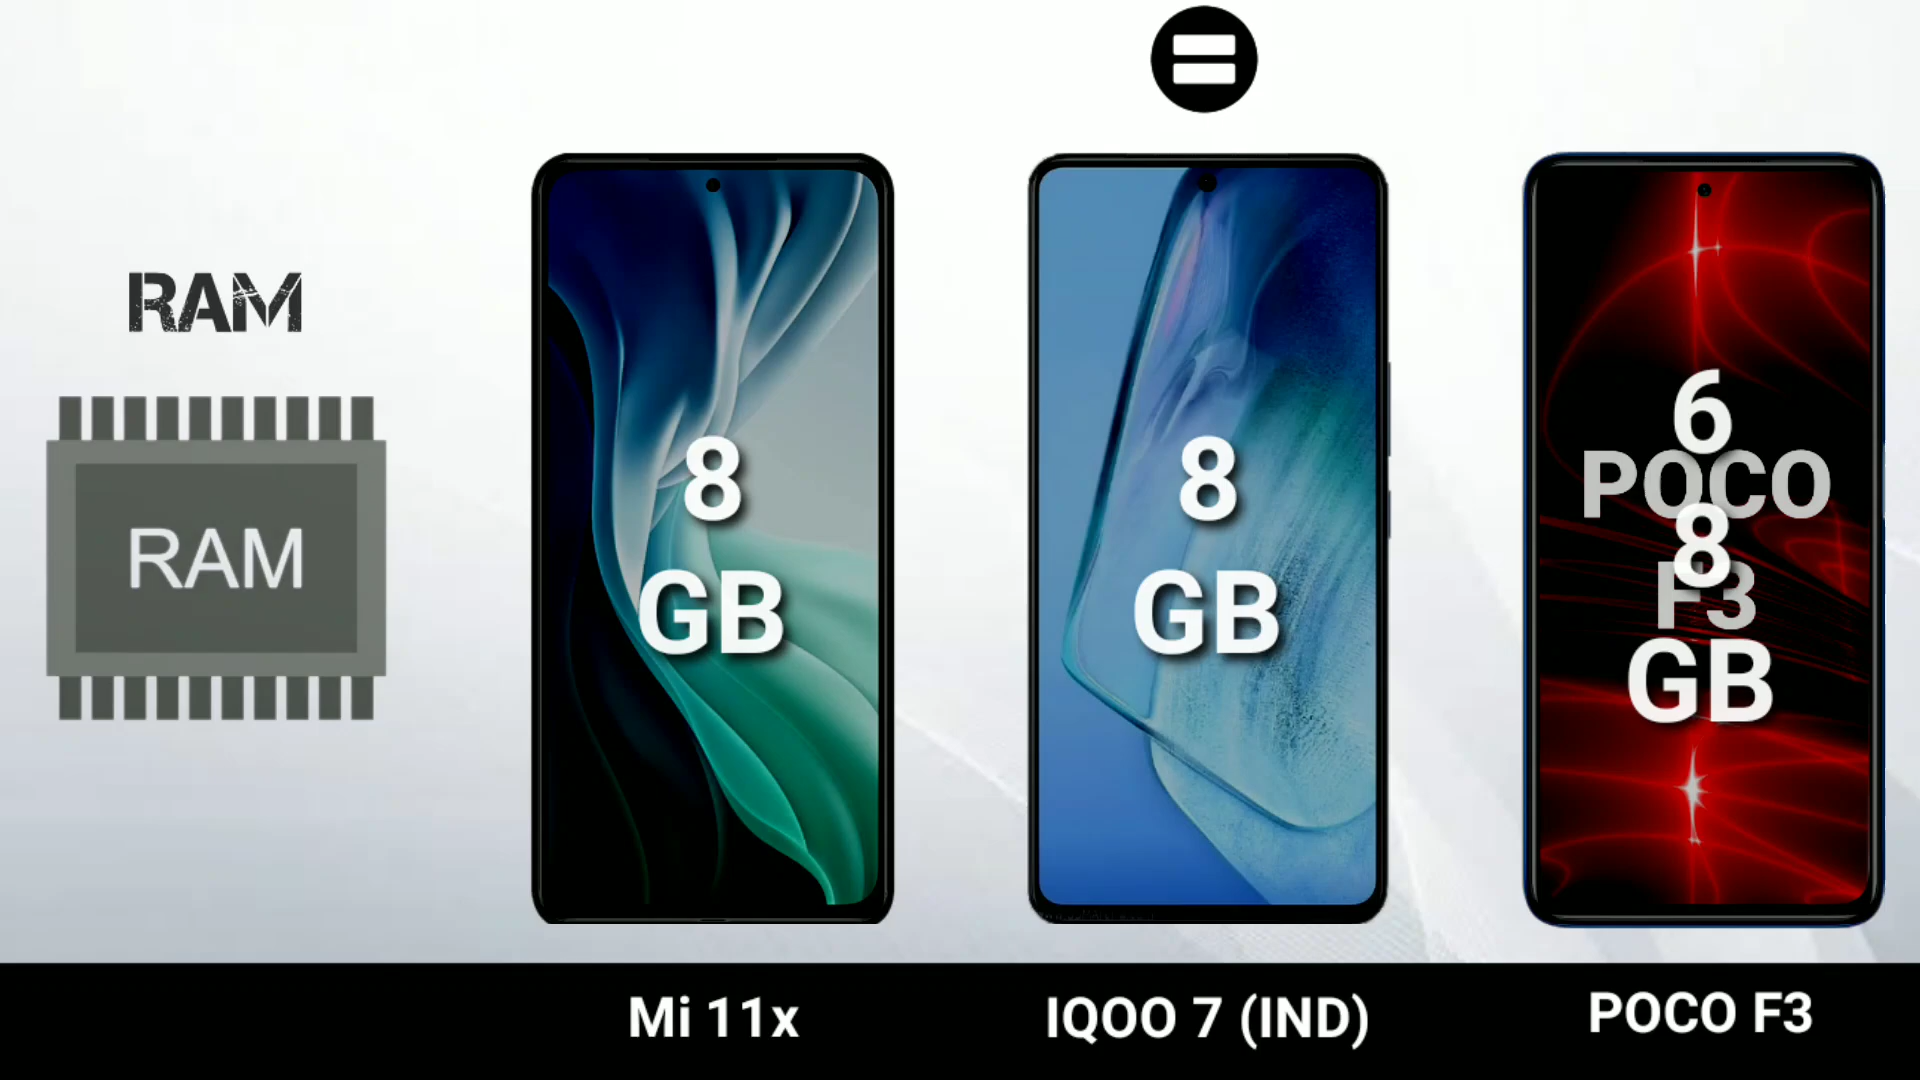 RAM
RAM
8
GB
8
GB
6
POCO
8
F3
GB
Mi 11x
IQOO 7 (IND)
POCO F3